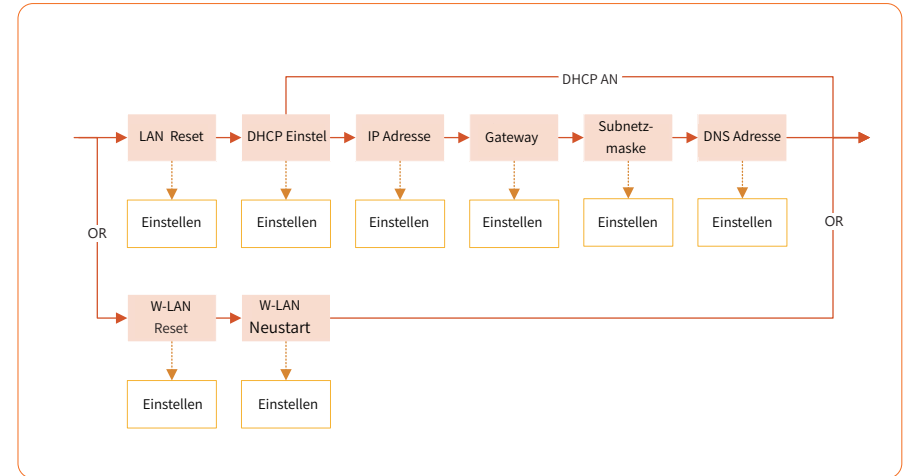 DHCP AN
LAN Reset
DHCP Einstel
IP Adresse
Gateway
Subnetz-
maske
DNS Adresse
Einstellen
Einstellen
Einstellen
Einstellen
Einstellen
Einstellen
OR
OR
W-LAN
Reset
W-LAN
Neustart
Einstellen
Einstellen